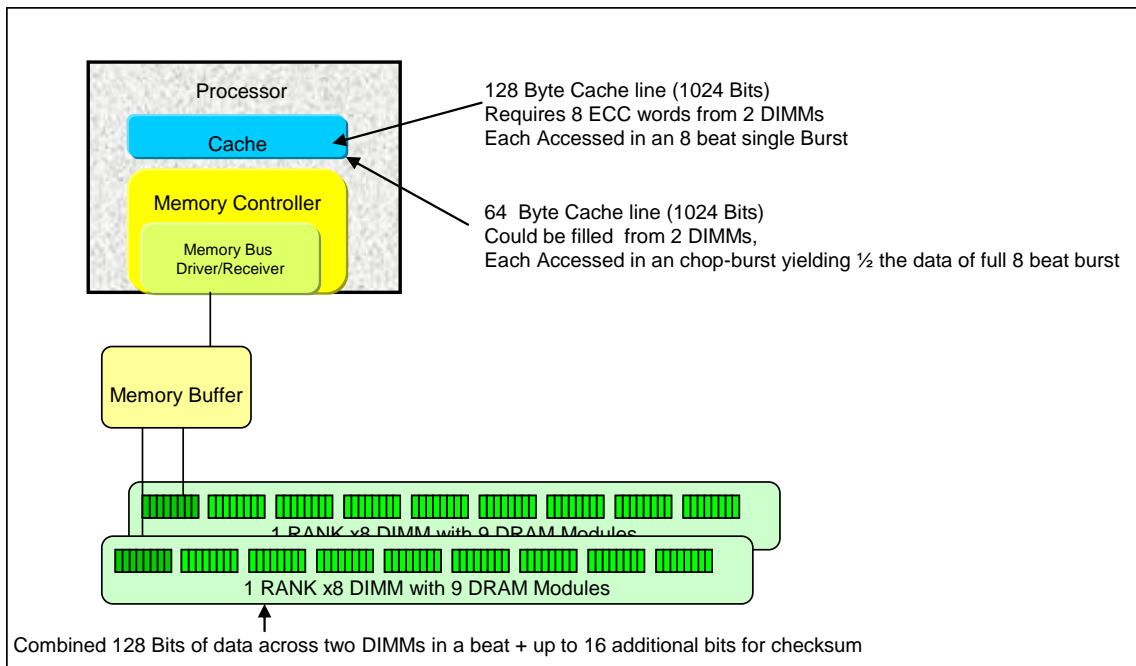 Processor
Cache
Memory Controller
Memory Bus
Driver/Receiver
128 Byte Cache line (1024 Bits)
Requires 8 ECC words from 2 DIMMs
Each Accessed in an 8 beat single Burst
64  Byte Cache line (1024 Bits)
Could be filled  from 2 DIMMs,
Each Accessed in an chop-burst yielding ½ the data of full 8 beat burst
Memory Buffer
1 RANK x8 DIMM with 9 DRAM Modules
1 RANK x8 DIMM with 9 DRAM Modules
Combined 128 Bits of data across two DIMMs in a beat + up to 16 additional bits for checksum